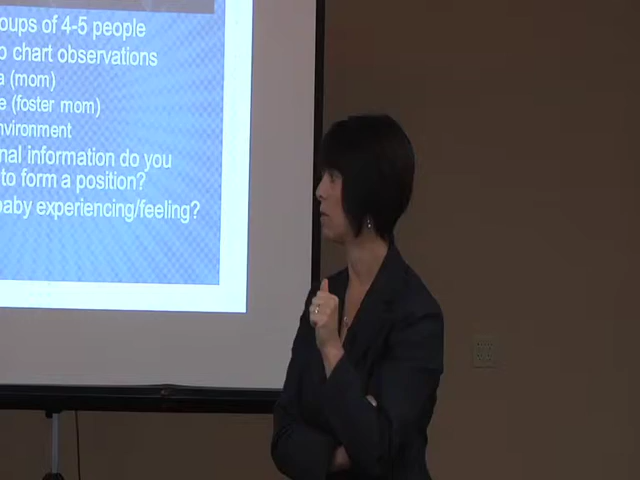 oups of 4-5 people
o chart observations
a (mom)
e (foster mom)
nvironment
nal information do you
to form a position?
baby experiencing/feeling?